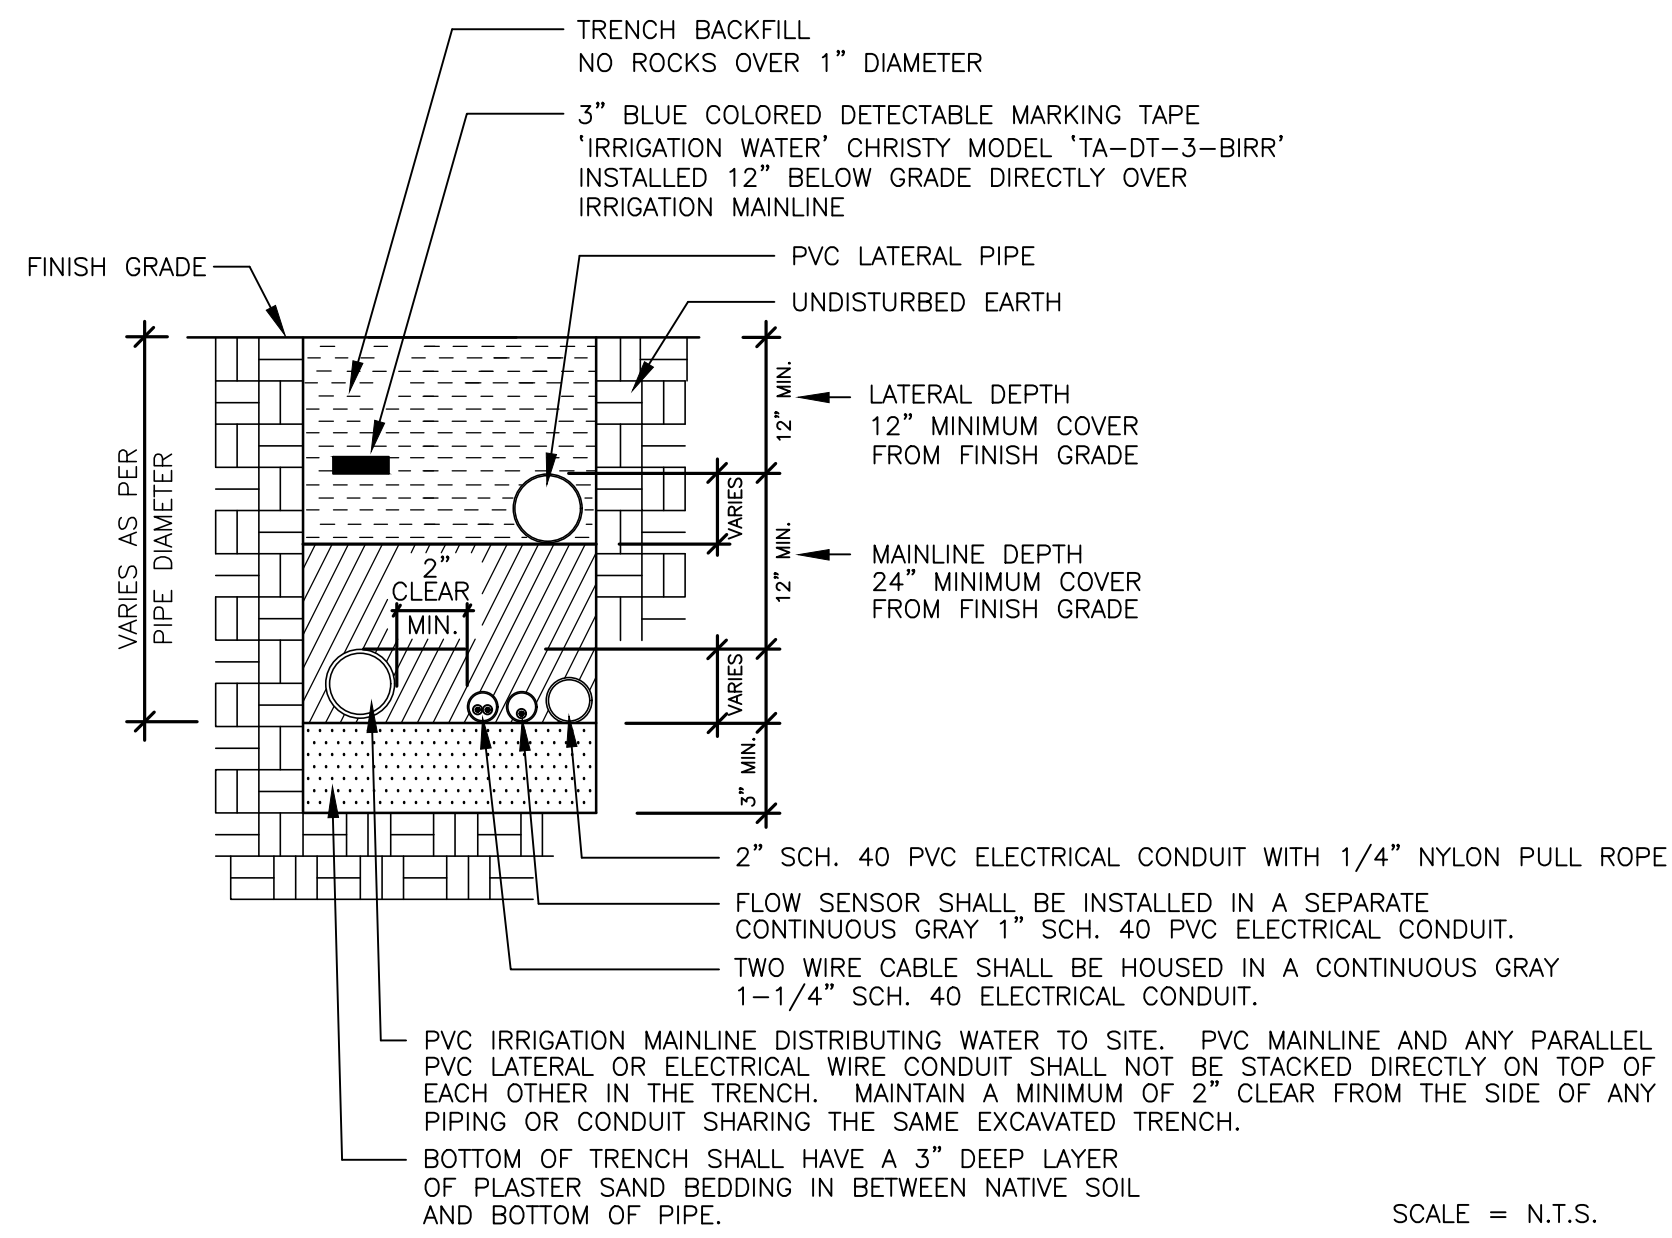 TRENCH BACKFILL
NO ROCKS OVER 1” DIAMETER
3” BLUE COLORED DETECTABLE MARKING TAPE
‘IRRIGATION WATER’ CHRISTY MODEL ‘TA–DT–3–BIRR’
INSTALLED 12” BELOW GRADE DIRECTLY OVER
IRRIGATION MAINLINE
PVC LATERAL PIPE
FINISH GRADE
UNDISTURBED EARTH
12” MIN.
LATERAL DEPTH
12” MINIMUM COVER
FROM FINISH GRADE
VARIES AS PER
PIPE DIAMETER
VARIES
12” MIN.
MAINLINE DEPTH
24” MINIMUM COVER
FROM FINISH GRADE
2”
CLEAR
MIN.
VARIES
3” MIN.
2” SCH. 40 PVC ELECTRICAL CONDUIT WITH 1/4” NYLON PULL ROPE
FLOW SENSOR SHALL BE INSTALLED IN A SEPARATE
CONTINUOUS GRAY 1” SCH. 40 PVC ELECTRICAL CONDUIT.
TWO WIRE CABLE SHALL BE HOUSED IN A CONTINUOUS GRAY
1–1/4” SCH. 40 ELECTRICAL CONDUIT.
PVC IRRIGATION MAINLINE DISTRIBUTING WATER TO SITE. PVC MAINLINE AND ANY PARALLEL
PVC LATERAL OR ELECTRICAL WIRE CONDUIT SHALL NOT BE STACKED DIRECTLY ON TOP OF
EACH OTHER IN THE TRENCH. MAINTAIN A MINIMUM OF 2” CLEAR FROM THE SIDE OF ANY
PIPING OR CONDUIT SHARING THE SAME EXCAVATED TRENCH.
BOTTOM OF TRENCH SHALL HAVE A 3” DEEP LAYER
OF PLASTER SAND BEDDING IN BETWEEN NATIVE SOIL
AND BOTTOM OF PIPE.
SCALE = N.T.S.